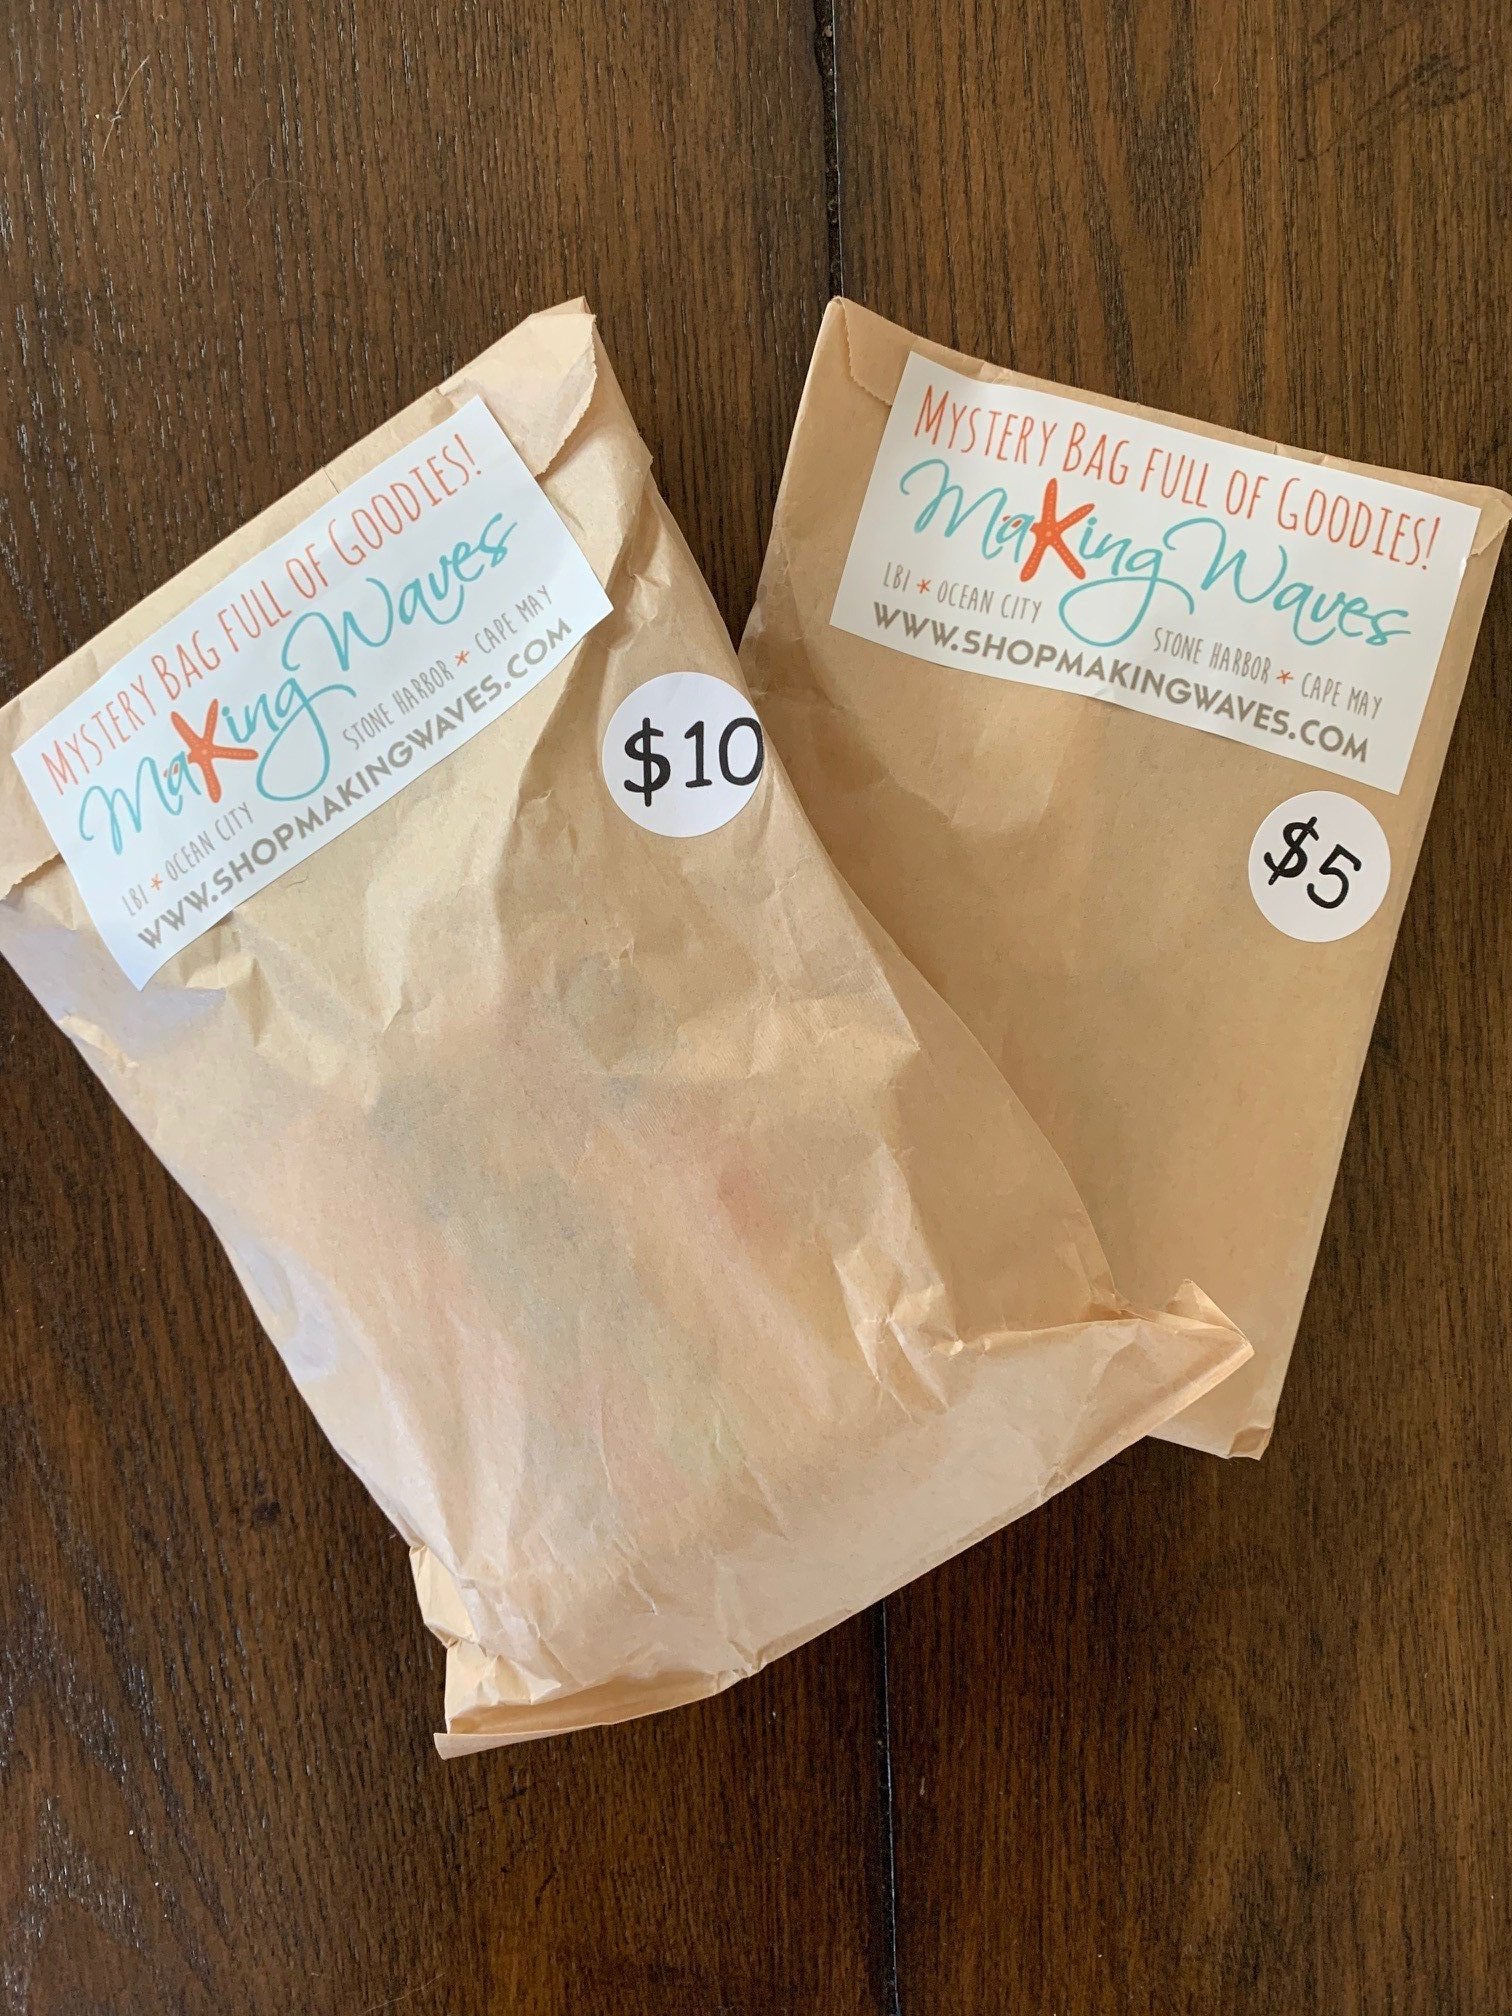 Mystery Bag full of Goodies!
Making Waves
LBI * Ocean City
Stone Harbor * Cape May
www.shopmakingwaves.com
$10
Mystery Bag full of Goodies!
Making Waves
LBI * Ocean City
Stone Harbor * Cape May
www.shopmakingwaves.com
$5